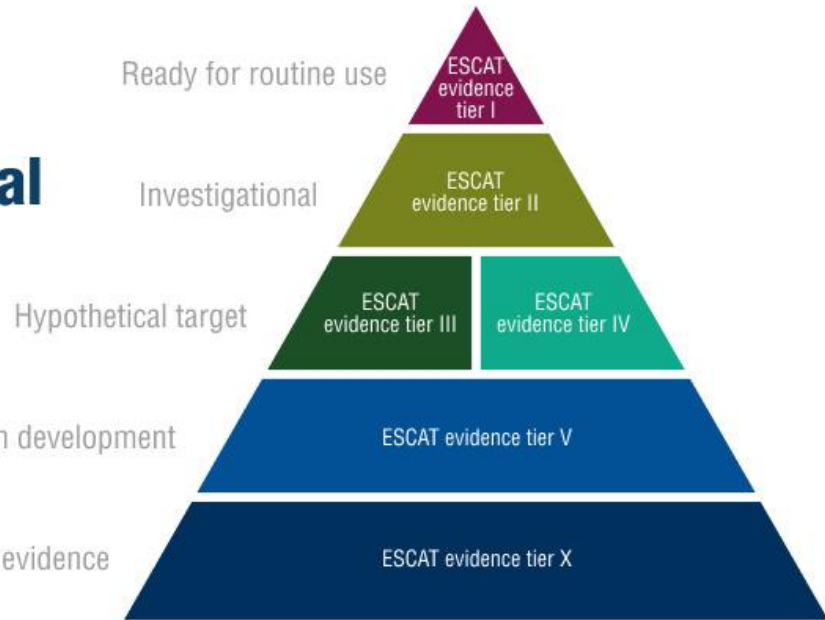 Ready for routine use
ESCAT
evidence
tier I
al
Investigational
ESCAT
evidence tier II
Hypothetical target
ESCAT
evidence tier III
ESCAT
evidence tier IV
development
ESCAT evidence tier V
evidence
ESCAT evidence tier X